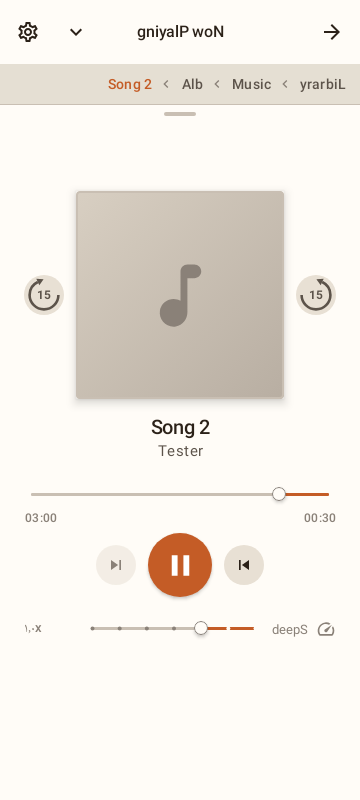 gniyalP woN
Song 2 ‹ Alb ‹ Music ‹ yrarbiL
15
15
Song 2
Tester
03:00 00:30
١٫٠x deepS